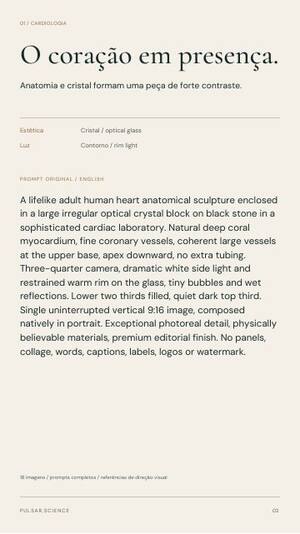 01 / CARDIOLOGIA
O coração em presença.
Anatomia e cristal formam uma peça de forte contraste.
Estética Cristal / optical glass
Luz Contorno / rim light
PROMPT ORIGINAL / ENGLISH
A lifelike adult human heart anatomical sculpture enclosed
in a large irregular optical crystal block on black stone in a
sophisticated cardiac laboratory. Natural deep coral
myocardium, fine coronary vessels, coherent large vessels
at the upper base, apex downward, no extra tubing.
Three-quarter camera, dramatic white side light and
restrained warm rim on the glass, tiny bubbles and wet
reflections. Lower two thirds filled, quiet dark top third.
Single uninterrupted vertical 9:16 image, composed
natively in portrait. Exceptional photoreal detail, physically
believable materials, premium editorial finish. No panels,
collage, words, captions, labels, logos or watermark.
18 imagens / prompts completos / referências de direção visual
PULSAR.SCIENCE 02